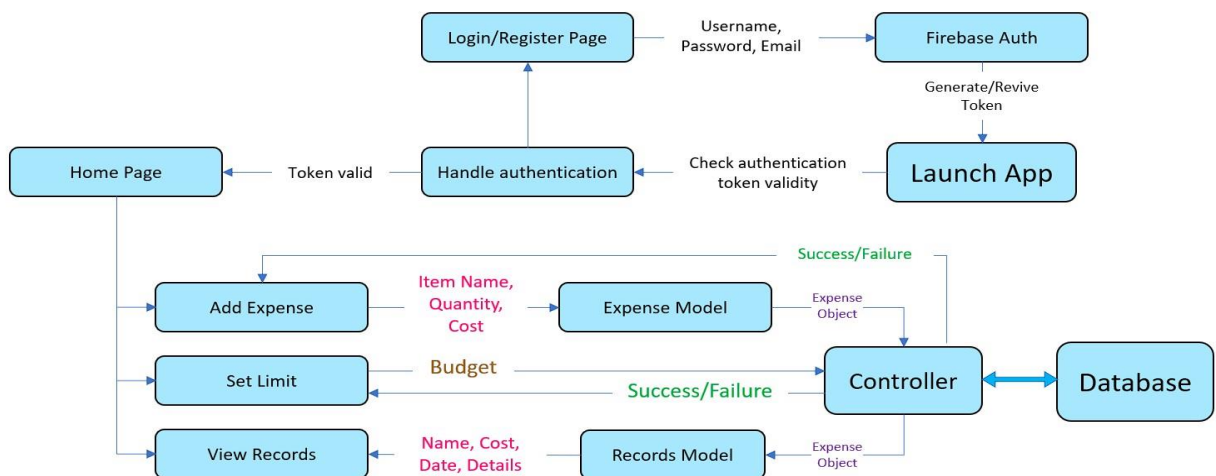 Login/Register Page
Username,
Password, Email
Firebase Auth
Generate/Revive
Token
Home Page
Token valid
Handle authentication
Check authentication
token validity
Launch App
Success/Failure
Add Expense
Item Name,
Quantity,
Cost
Expense Model
Expense
Object
Set Limit
Budget
Success/Failure
Controller
Database
View Records
Name, Cost,
Date, Details
Records Model
Expense
Object